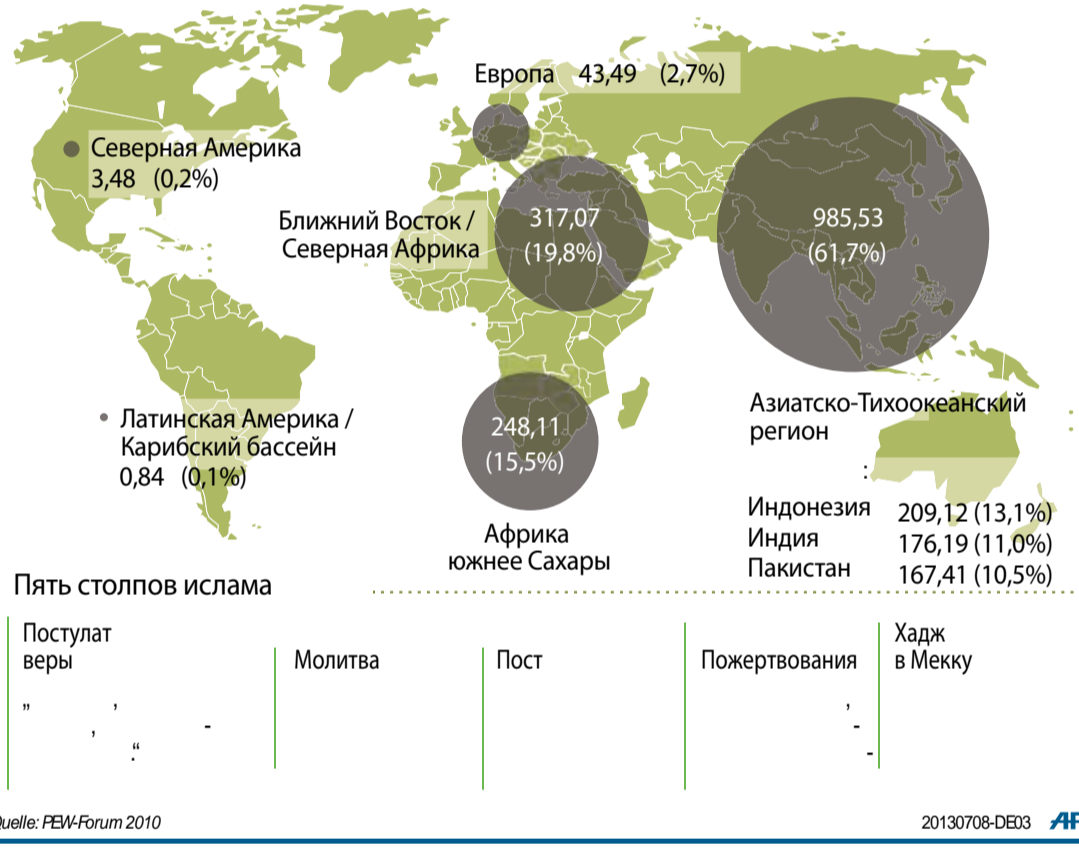 Европа 43,49 (2,7%)
Северная Америка
3,48 (0,2%)
Ближний Восток /
Северная Африка
317,07
(19,8%)
985,53
(61,7%)
Латинская Америка /
Карибский бассейн
0,84 (0,1%)
248,11
(15,5%)
Африка
южнее Сахары
Азиатско-Тихоокеанский
регион
:
Индонезия 209,12 (13,1%)
Индия 176,19 (11,0%)
Пакистан 167,41 (10,5%)
Пять столпов ислама
Постулат
веры
„ ,
, -
.“
Молитва
Пост
Пожертвования
,
-
-
Хадж
в Мекку
Quelle: PEW-Forum 2010
20130708-DE03